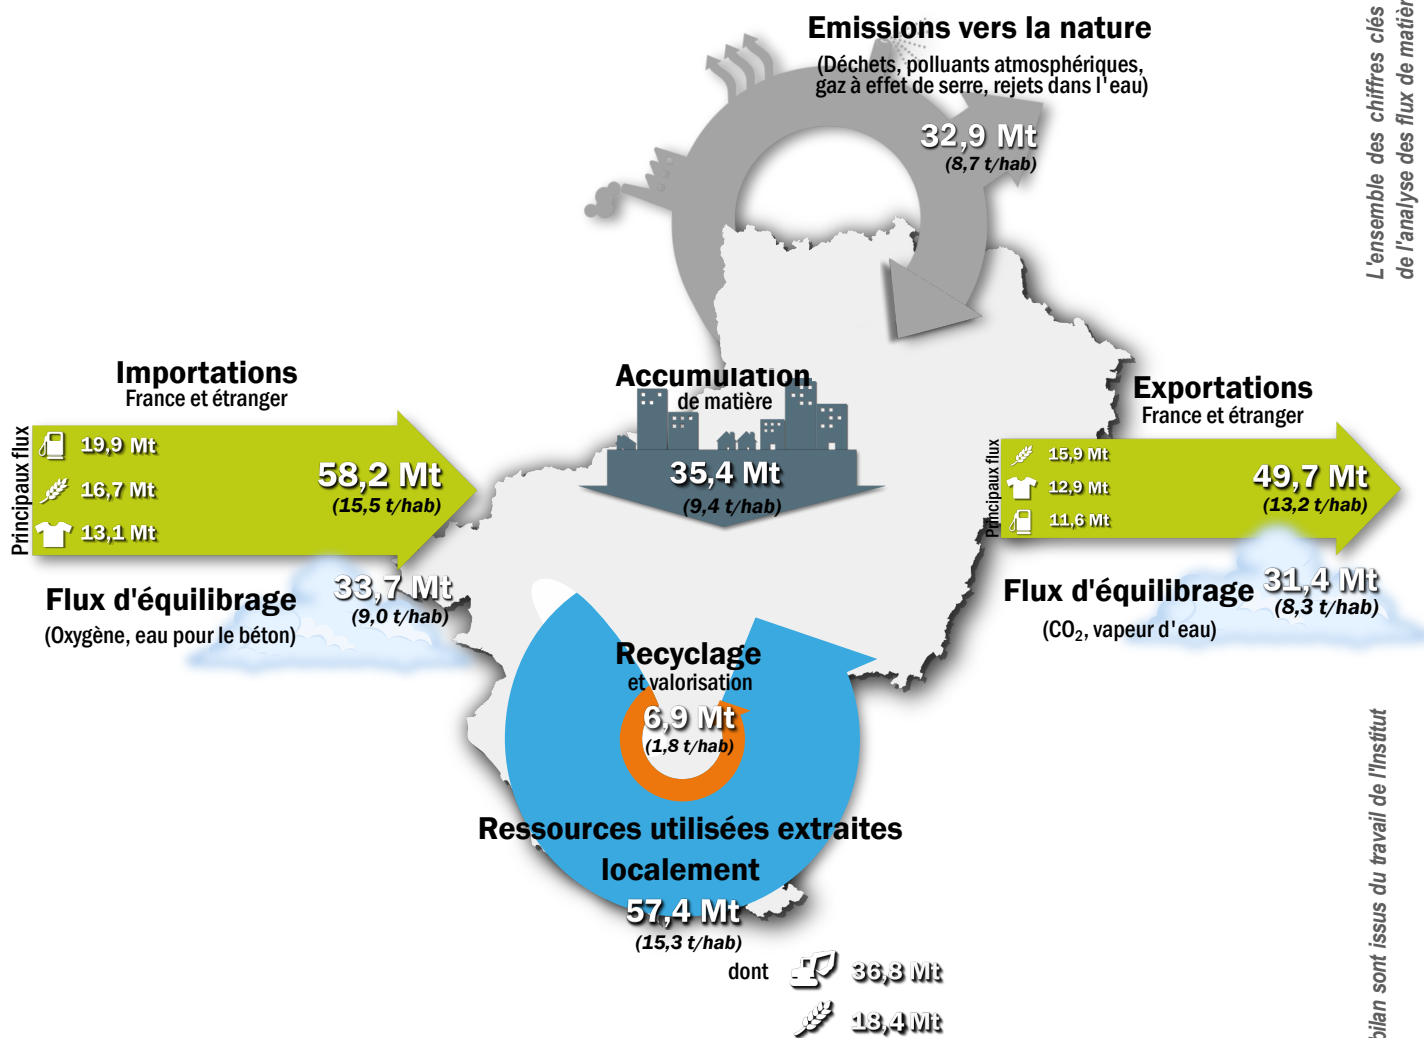 Emissions vers la nature
(Déchets, polluants atmosphériques,
gaz à effet de serre, rejets dans l'eau)
32,9 Mt
(8,7 t/hab)
L'ensemble des chiffres clés
de l'analyse des flux de
Importations
France et étranger
Principaux flux
19,9 Mt
16,7 Mt
13,1 Mt
58,2 Mt
(15,5 t/hab)
Accumulation
de matière
35,4 Mt
(9,4 t/hab)
Exportations
France et étranger
Principaux flux
15,9 Mt
12,9 Mt
11,6 Mt
49,7 Mt
(13,2 t/hab)
Flux d'équilibrage
(Oxygène, eau pour le béton)
33,7 Mt
(9,0 t/hab)
Flux d'équilibrage
(CO₂, vapeur d'eau)
31,4 Mt
(8,3 t/hab)
Recyclage
et valorisation
6,9 Mt
(1,8 t/hab)
Ressources utilisées extraites
localement
57,4 Mt
(15,3 t/hab)
dont
36,8 Mt
18,4 Mt
bilan sont issus du travail de l'Institut